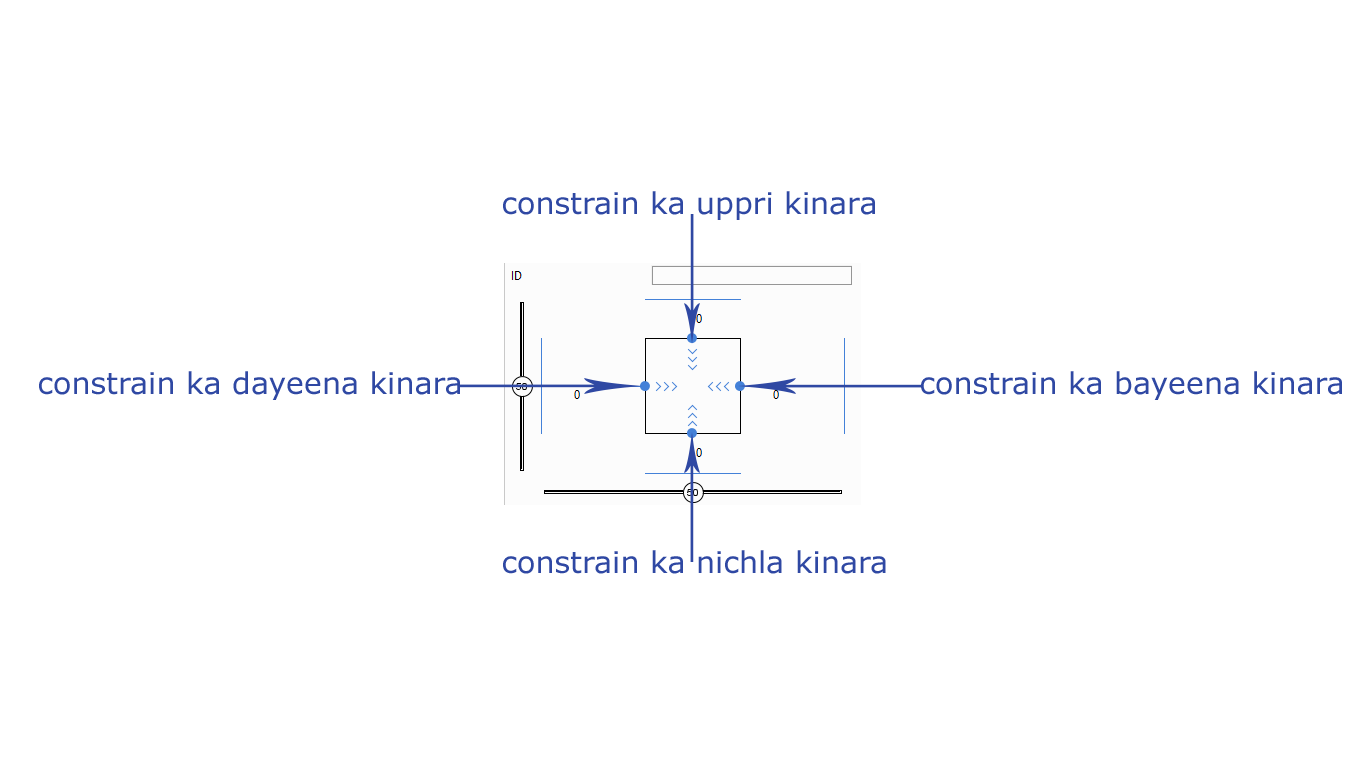 constrain ka uppri kinara
ID
0
constrain ka dayeena kinara
50
0
0
constrain ka bayeena kinara
0
50
constrain ka nichla kinara